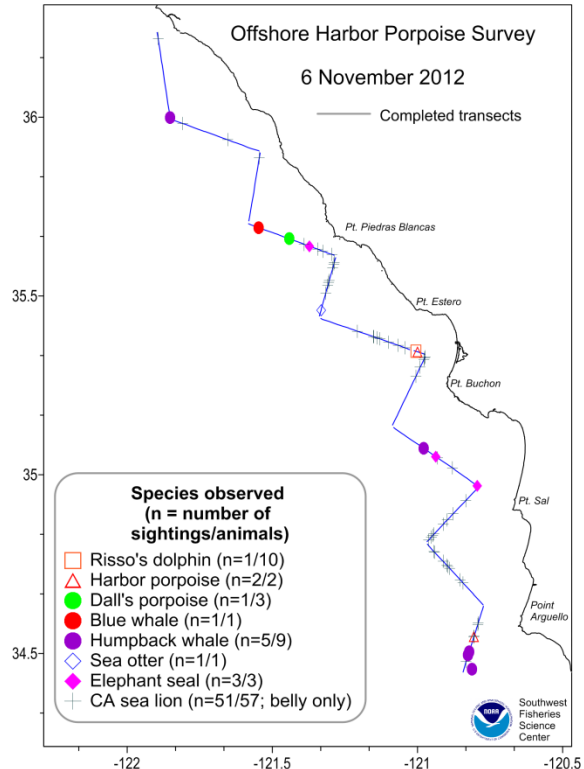 Offshore Harbor Porpoise Survey
6 November 2012
Completed transects
36
35.5
35
34.5
Pt. Piedras Blancas
Pt. Estero
Pt. Buchon
Pt. Sal
Point
Arguello
Species observed
(n = number of
sightings/animals)
Risso's dolphin (n=1/10)
Harbor porpoise (n=2/2)
Dall's porpoise (n=1/3)
Blue whale (n=1/1)
Humpback whale (n=5/9)
Sea otter (n=1/1)
Elephant seal (n=3/3)
CA sea lion (n=51/57; belly only)
NOAA
Southwest
Fisheries
Science
Center
-122
-121.5
-121
-120.5